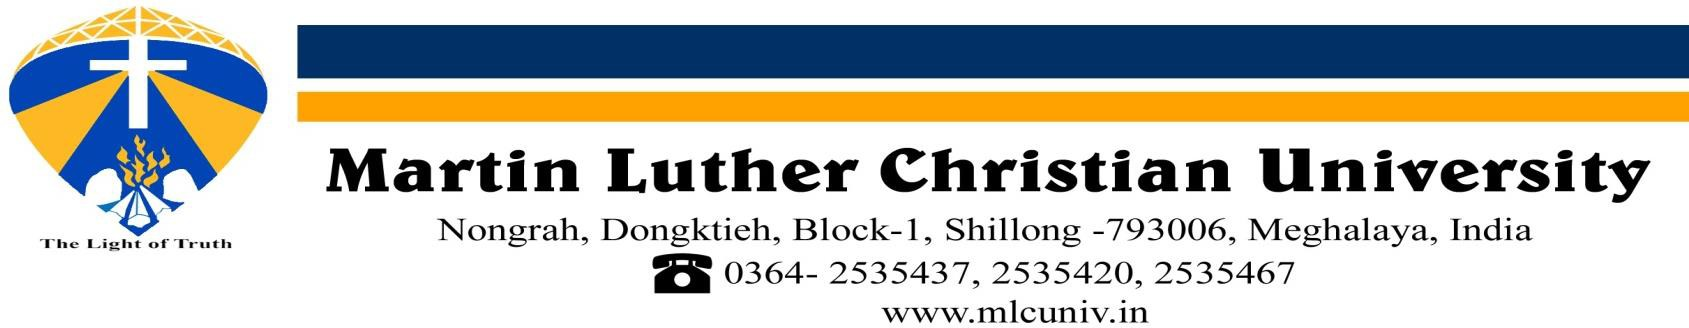 Martin Luther Christian University
Nongrah, Dongktieh, Block-1, Shillong -793006, Meghalaya, India
The Light of Truth
0364- 2535437, 2535420, 2535467
www.mlcuniv.in